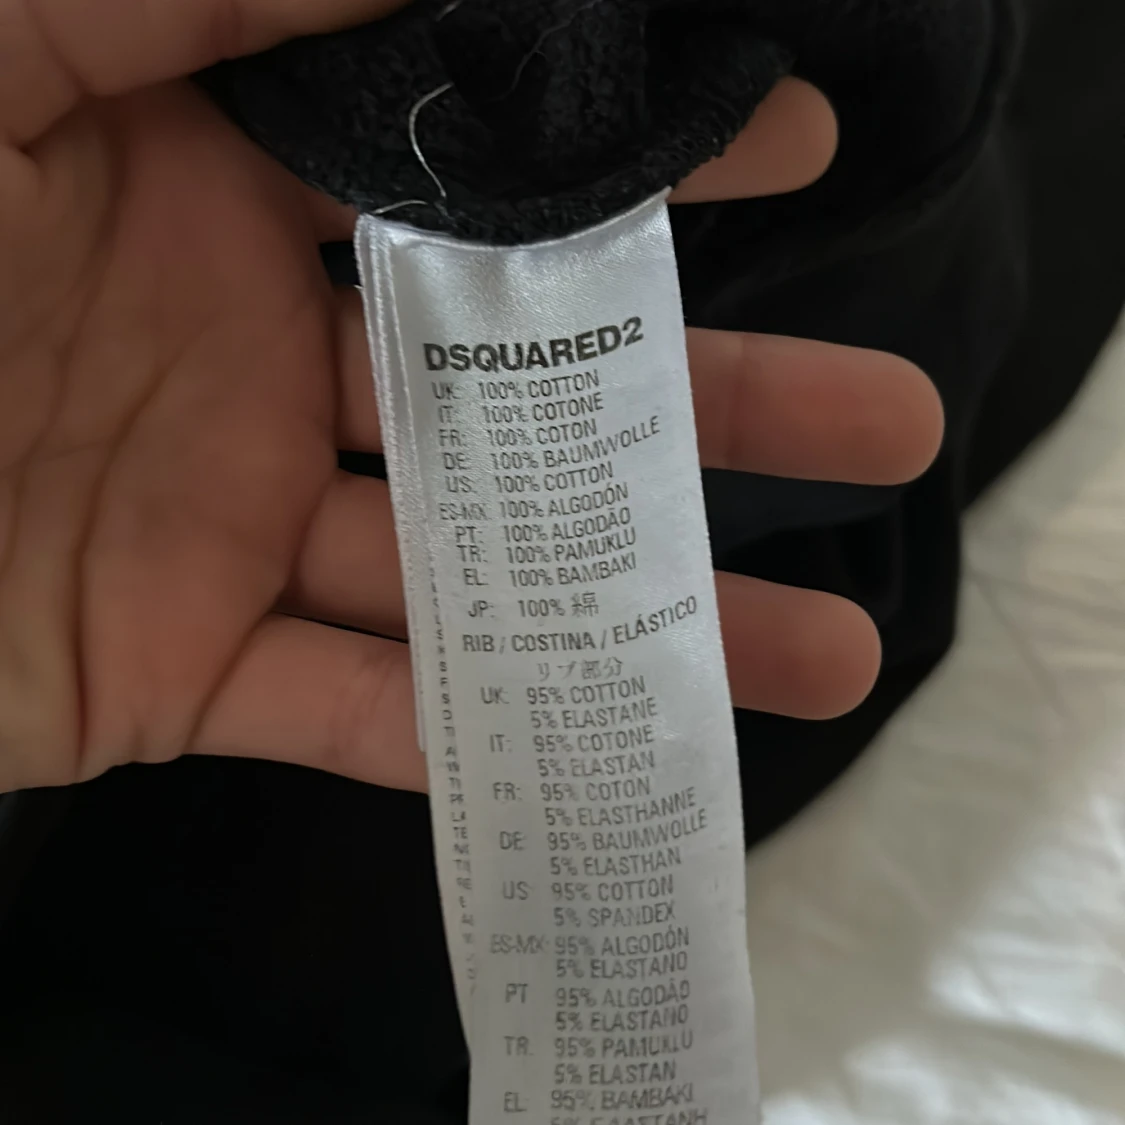 DSQUARED2
UK: 100% COTTON
IT: 100% COTONE
FR: 100% COTON
DE: 100% BAUMWOLLE
US: 100% COTTON
ES-MX: 100% ALGODÓN
PT: 100% ALGODÃO
TR: 100% PAMUKLU
EL: 100% BAMBAKI
JP: 100% 綿
RIB / COSTINA / ELÁSTICO
リブ部分
UK: 95% COTTON
5% ELASTANE
IT: 95% COTONE
5% ELASTAN
FR: 95% COTON
5% ELASTHANNE
DE: 95% BAUMWOLLE
5% ELASTHAN
US: 95% COTTON
5% SPANDEX
ES-MX: 95% ALGODÓN
5% ELASTANO
PT 95% ALGODÃO
5% ELASTANO
TR: 95% PAMUKLU
5% ELASTAN
EL: 95% BAMBAKI